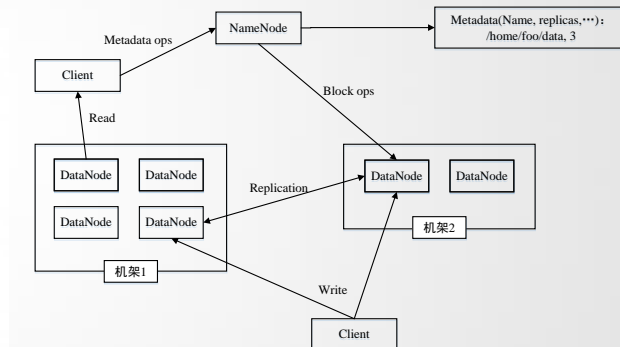 Metadata(Name, replicas,…):
/home/foo/data, 3
NameNode
Metadata ops
Client
Block ops
Read
DataNode
DataNode
DataNode
DataNode
Replication
DataNode
DataNode
机架2
DataNode
DataNode
机架1
Write
Client